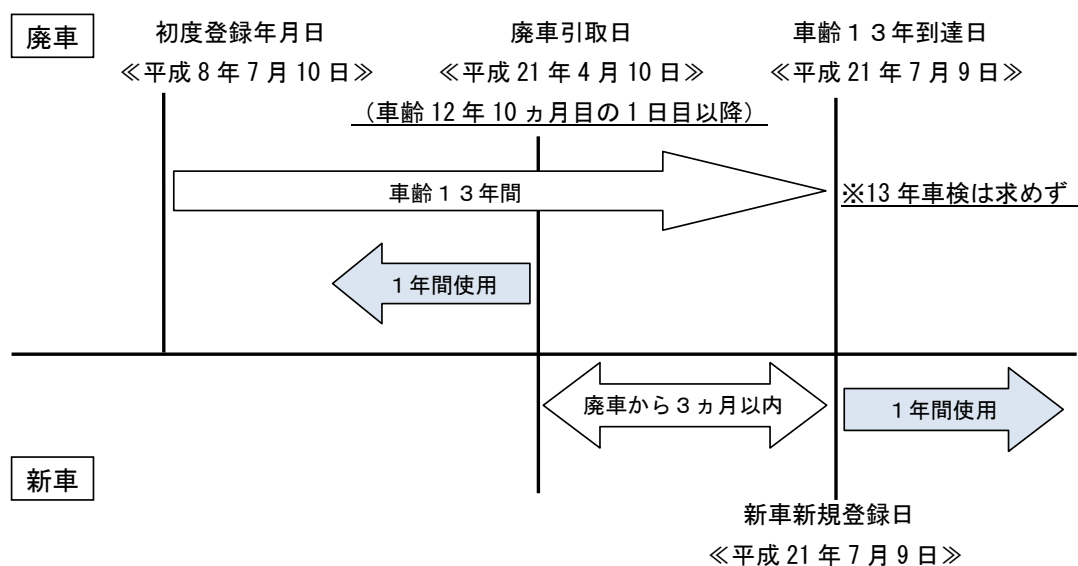 廃車
初度登録年月日
廃車引取日
車齢１３年到達日
≪平成8年7月10日≫
≪平成21年4月10日≫
≪平成21年7月9日≫
（車齢12年10ヵ月目の1日目以降）
車齢１３年間
※13年車検は求めず
１年間使用
廃車から３ヵ月以内
１年間使用
新車
新車新規登録日
≪平成21年7月9日≫